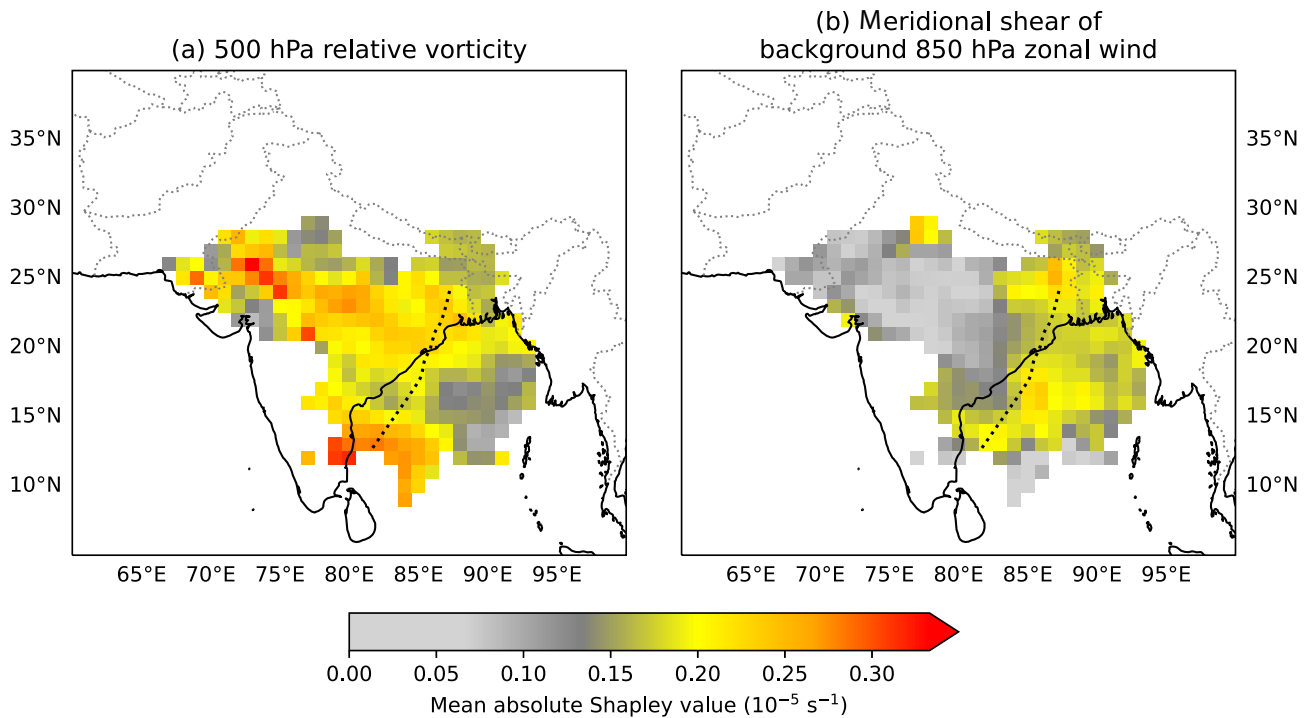 (a) 500 hPa relative vorticity
(b) Meridional shear of
background 850 hPa zonal wind
35°N
30°N
25°N
20°N
15°N
10°N
35°N
30°N
25°N
20°N
15°N
10°N
65°E 70°E 75°E 80°E 85°E 90°E 95°E
65°E 70°E 75°E 80°E 85°E 90°E 95°E
0.00 0.05 0.10 0.15 0.20 0.25 0.30
Mean absolute Shapley value (10⁻⁵ s⁻¹)